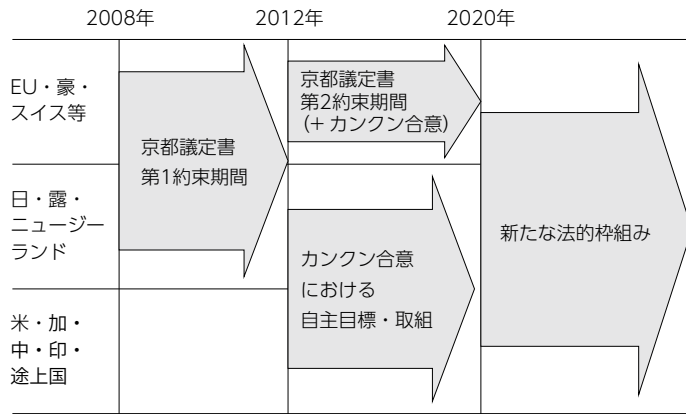 2008年
2012年
2020年
EU・豪・
スイス等
京都議定書
第1約束期間
京都議定書
第2約束期間
(+ カンクン合意)
日・露・
ニュージー
ランド
カンクン合意
における
自主目標・取組
新たな法的枠組み
米・加・
中・印・
途上国